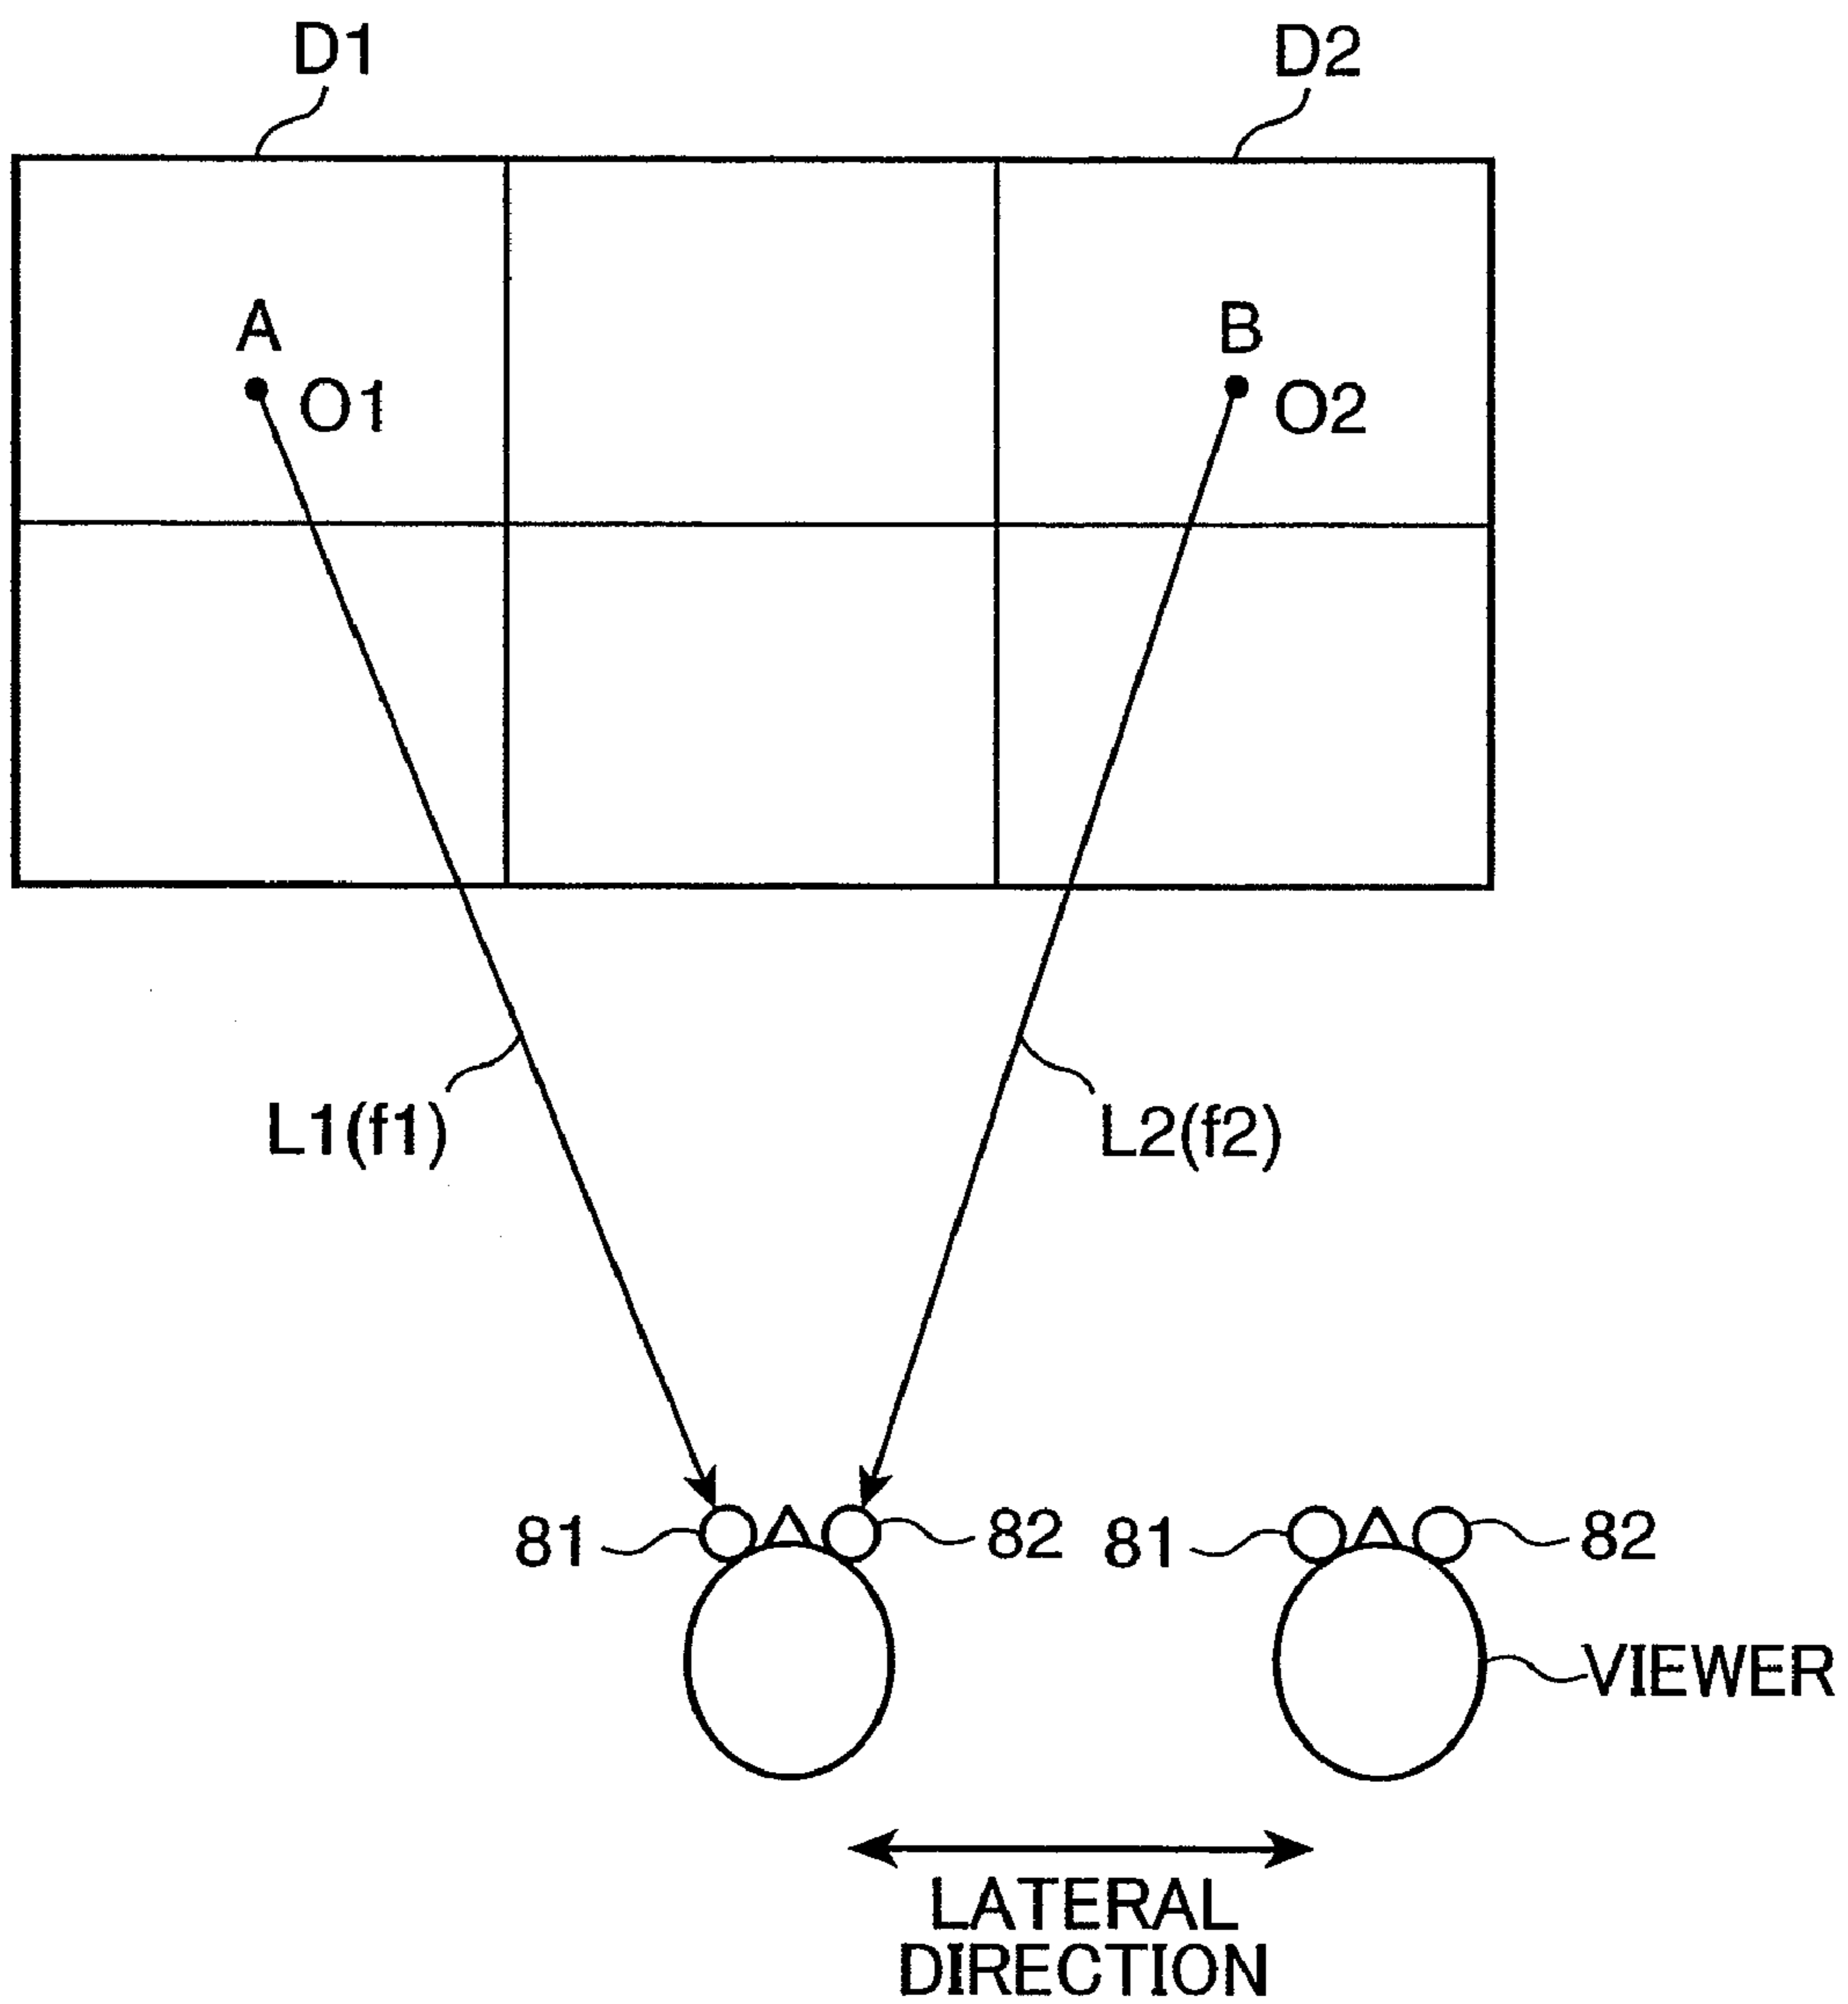 D1
D2
A
O1
B
O2
L1(f1)
L2(f2)
81
82
81
82
VIEWER
LATERAL
DIRECTION